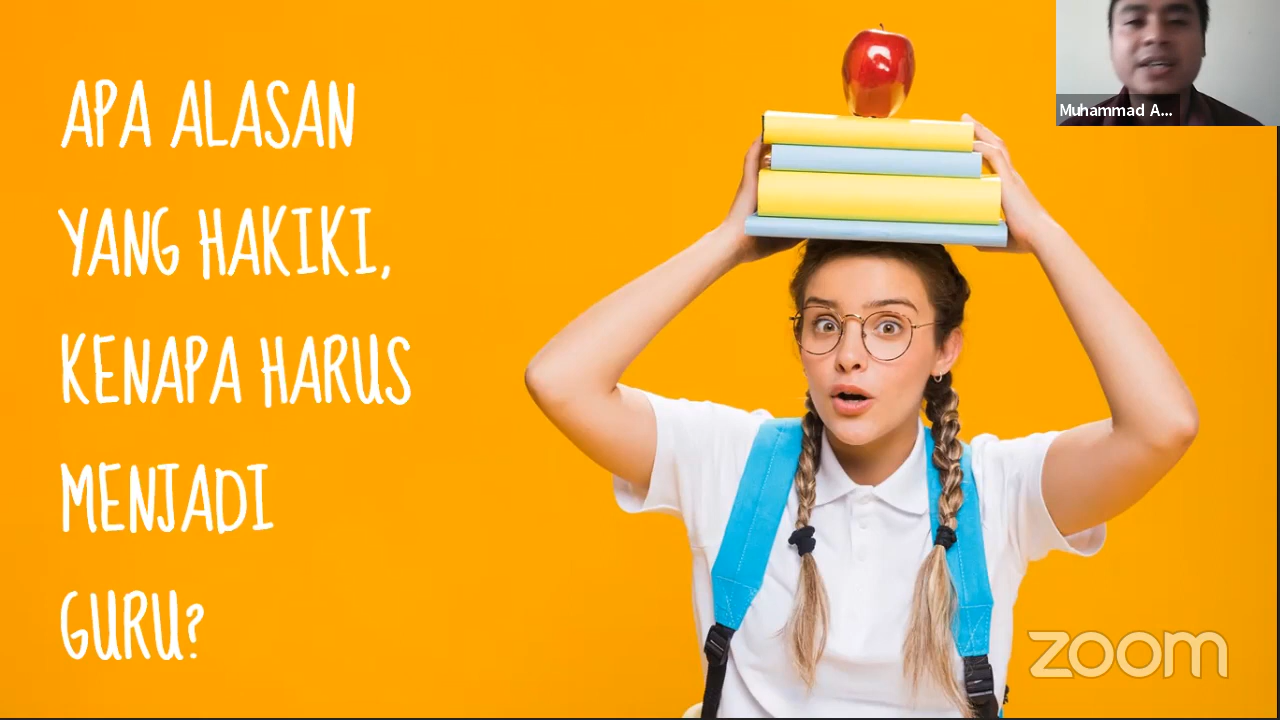 APA ALASAN
YANG HAKIKI,
KENAPA HARUS
MENJADI
GURU?
Muhammad A...
zoom